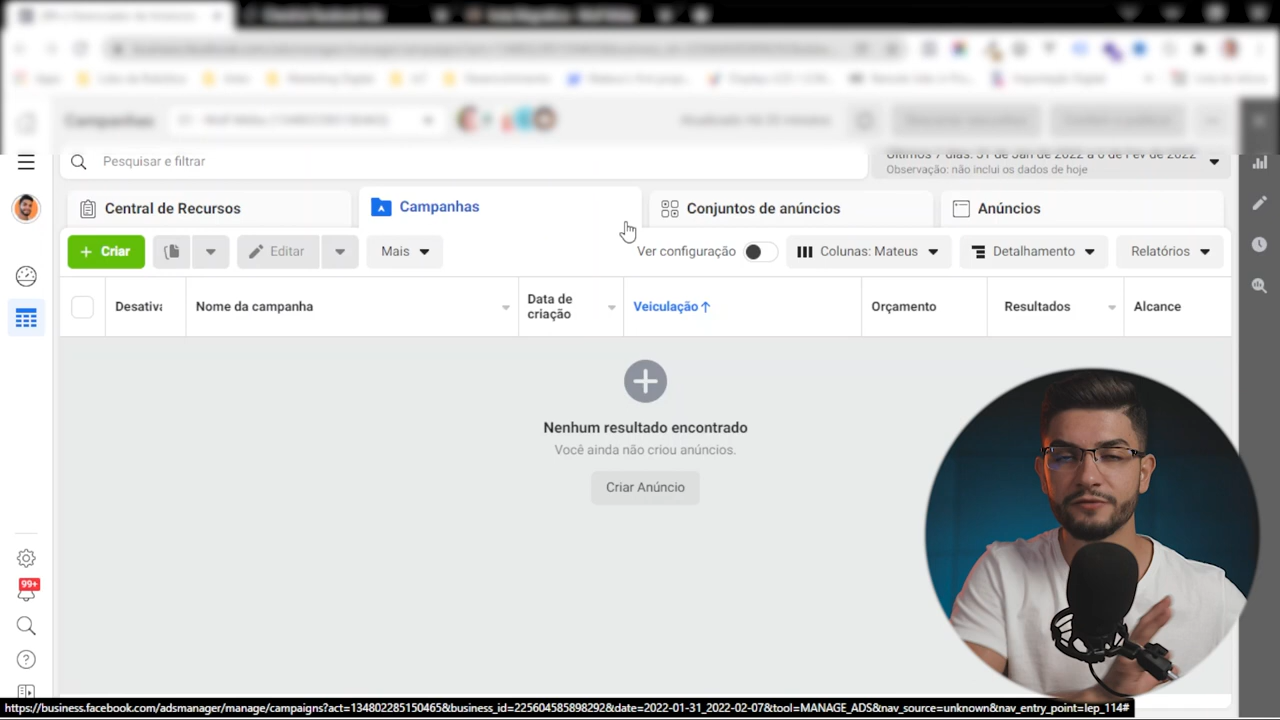 Campanhas
Pesquisar e filtrar
Últimos 7 dias: 31 de Jan de 2022 a 6 de Fev de 2022
Observação: não inclui os dados de hoje
Central de Recursos
Campanhas
Conjuntos de anúncios
Anúncios
+ Criar
Editar
Mais
Ver configuração
Colunas: Mateus
Detalhamento
Relatórios
Desativa
Nome da campanha
Data de
criação
Veiculação↑
Orçamento
Resultados
Alcance
Nenhum resultado encontrado
Você ainda não criou anúncios.
Criar Anúncio
99+
https://business.facebook.com/adsmanager/manage/campaigns?act=134802285150465&business_id=225604585898292&date=2022-01-31_2022-02-07&tool=MANAGE_ADS&nav_source=unknown&nav_entry_point=lep_114#